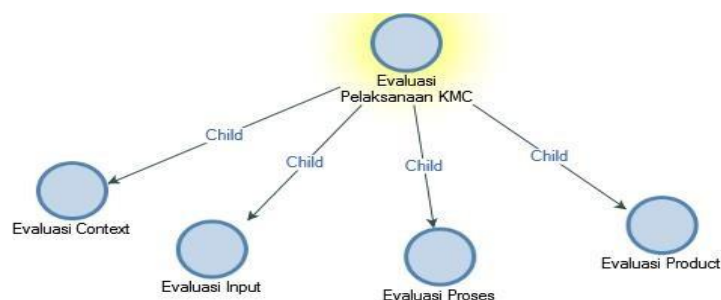 Evaluasi
Pelaksanaan KMC
Child
Child
Child
Child
Evaluasi Context
Evaluasi Input
Evaluasi Proses
Evaluasi Product